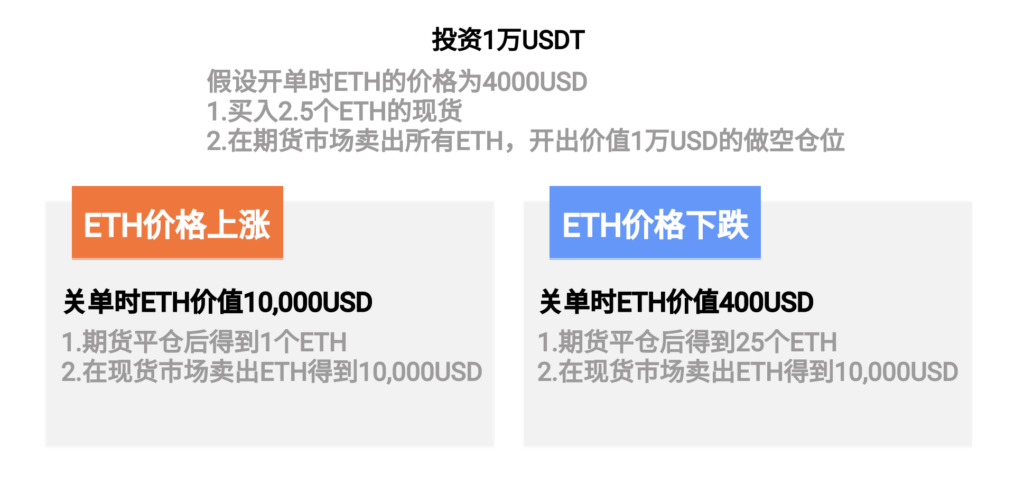 投资1万USDT
假设开单时ETH的价格为4000USD
1.买入2.5个ETH的现货
2.在期货市场卖出所有ETH，开出价值1万USD的做空仓位
ETH价格上涨
关单时ETH价值10,000USD
1.期货平仓后得到1个ETH
2.在现货市场卖出ETH得到10,000USD
ETH价格下跌
关单时ETH价值400USD
1.期货平仓后得到25个ETH
2.在现货市场卖出ETH得到10,000USD